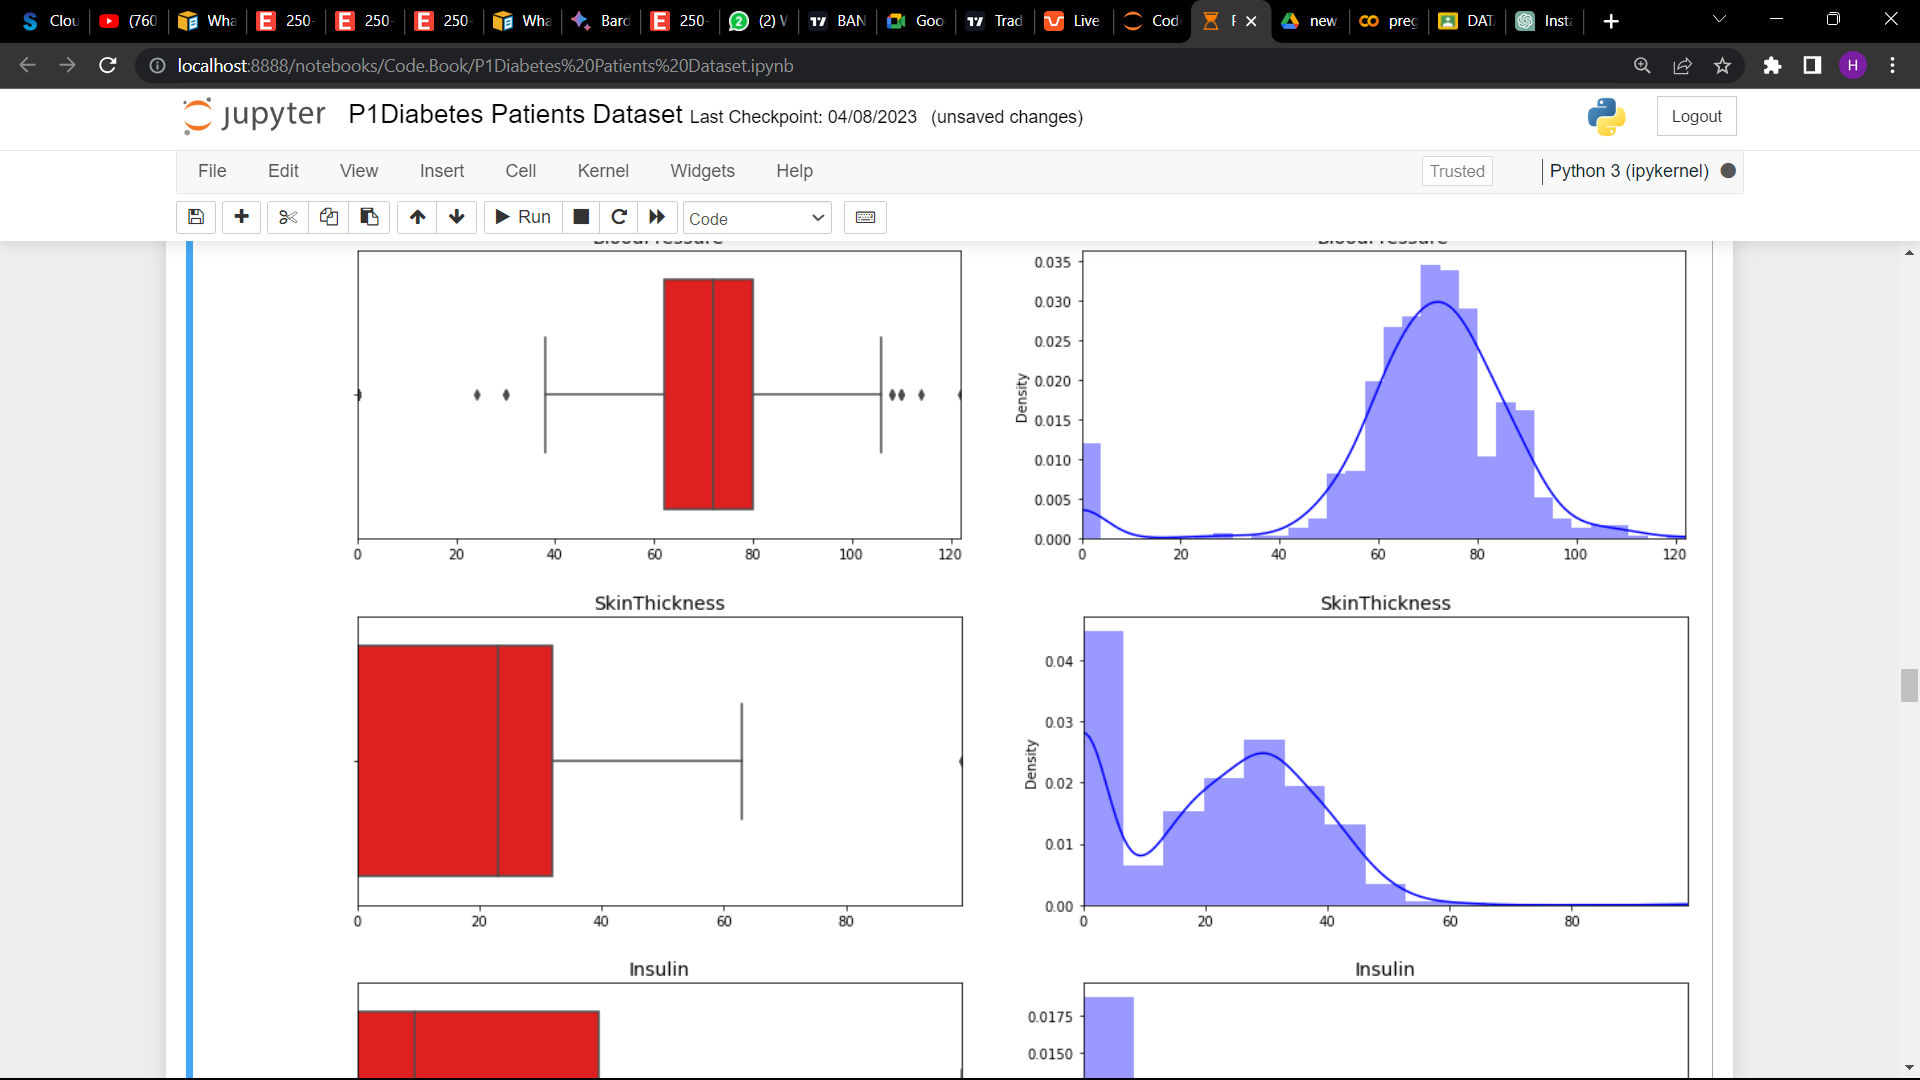 Clou
(760
Wha
250-
250-
250-
Wha
Bard
250-
(2) W
BAN
Goo
Trad
Live
Cod
new
preg
DAT
Insta
localhost:8888/notebooks/Code.Book/P1Diabetes%20Patients%20Dataset.ipynb
H
jupyter P1Diabetes Patients Dataset Last Checkpoint: 04/08/2023 (unsaved changes)
Logout
File Edit View Insert Cell Kernel Widgets Help
Trusted
Python 3 (ipykernel)
Run
Code
BloodPressure
0 20 40 60 80 100 120
BloodPressure
Density
0.035
0.030
0.025
0.020
0.015
0.010
0.005
0.000
0 20 40 60 80 100 120
SkinThickness
0 20 40 60 80
SkinThickness
Density
0.04
0.03
0.02
0.01
0.00
0 20 40 60 80
Insulin
Insulin
0.0175
0.0150